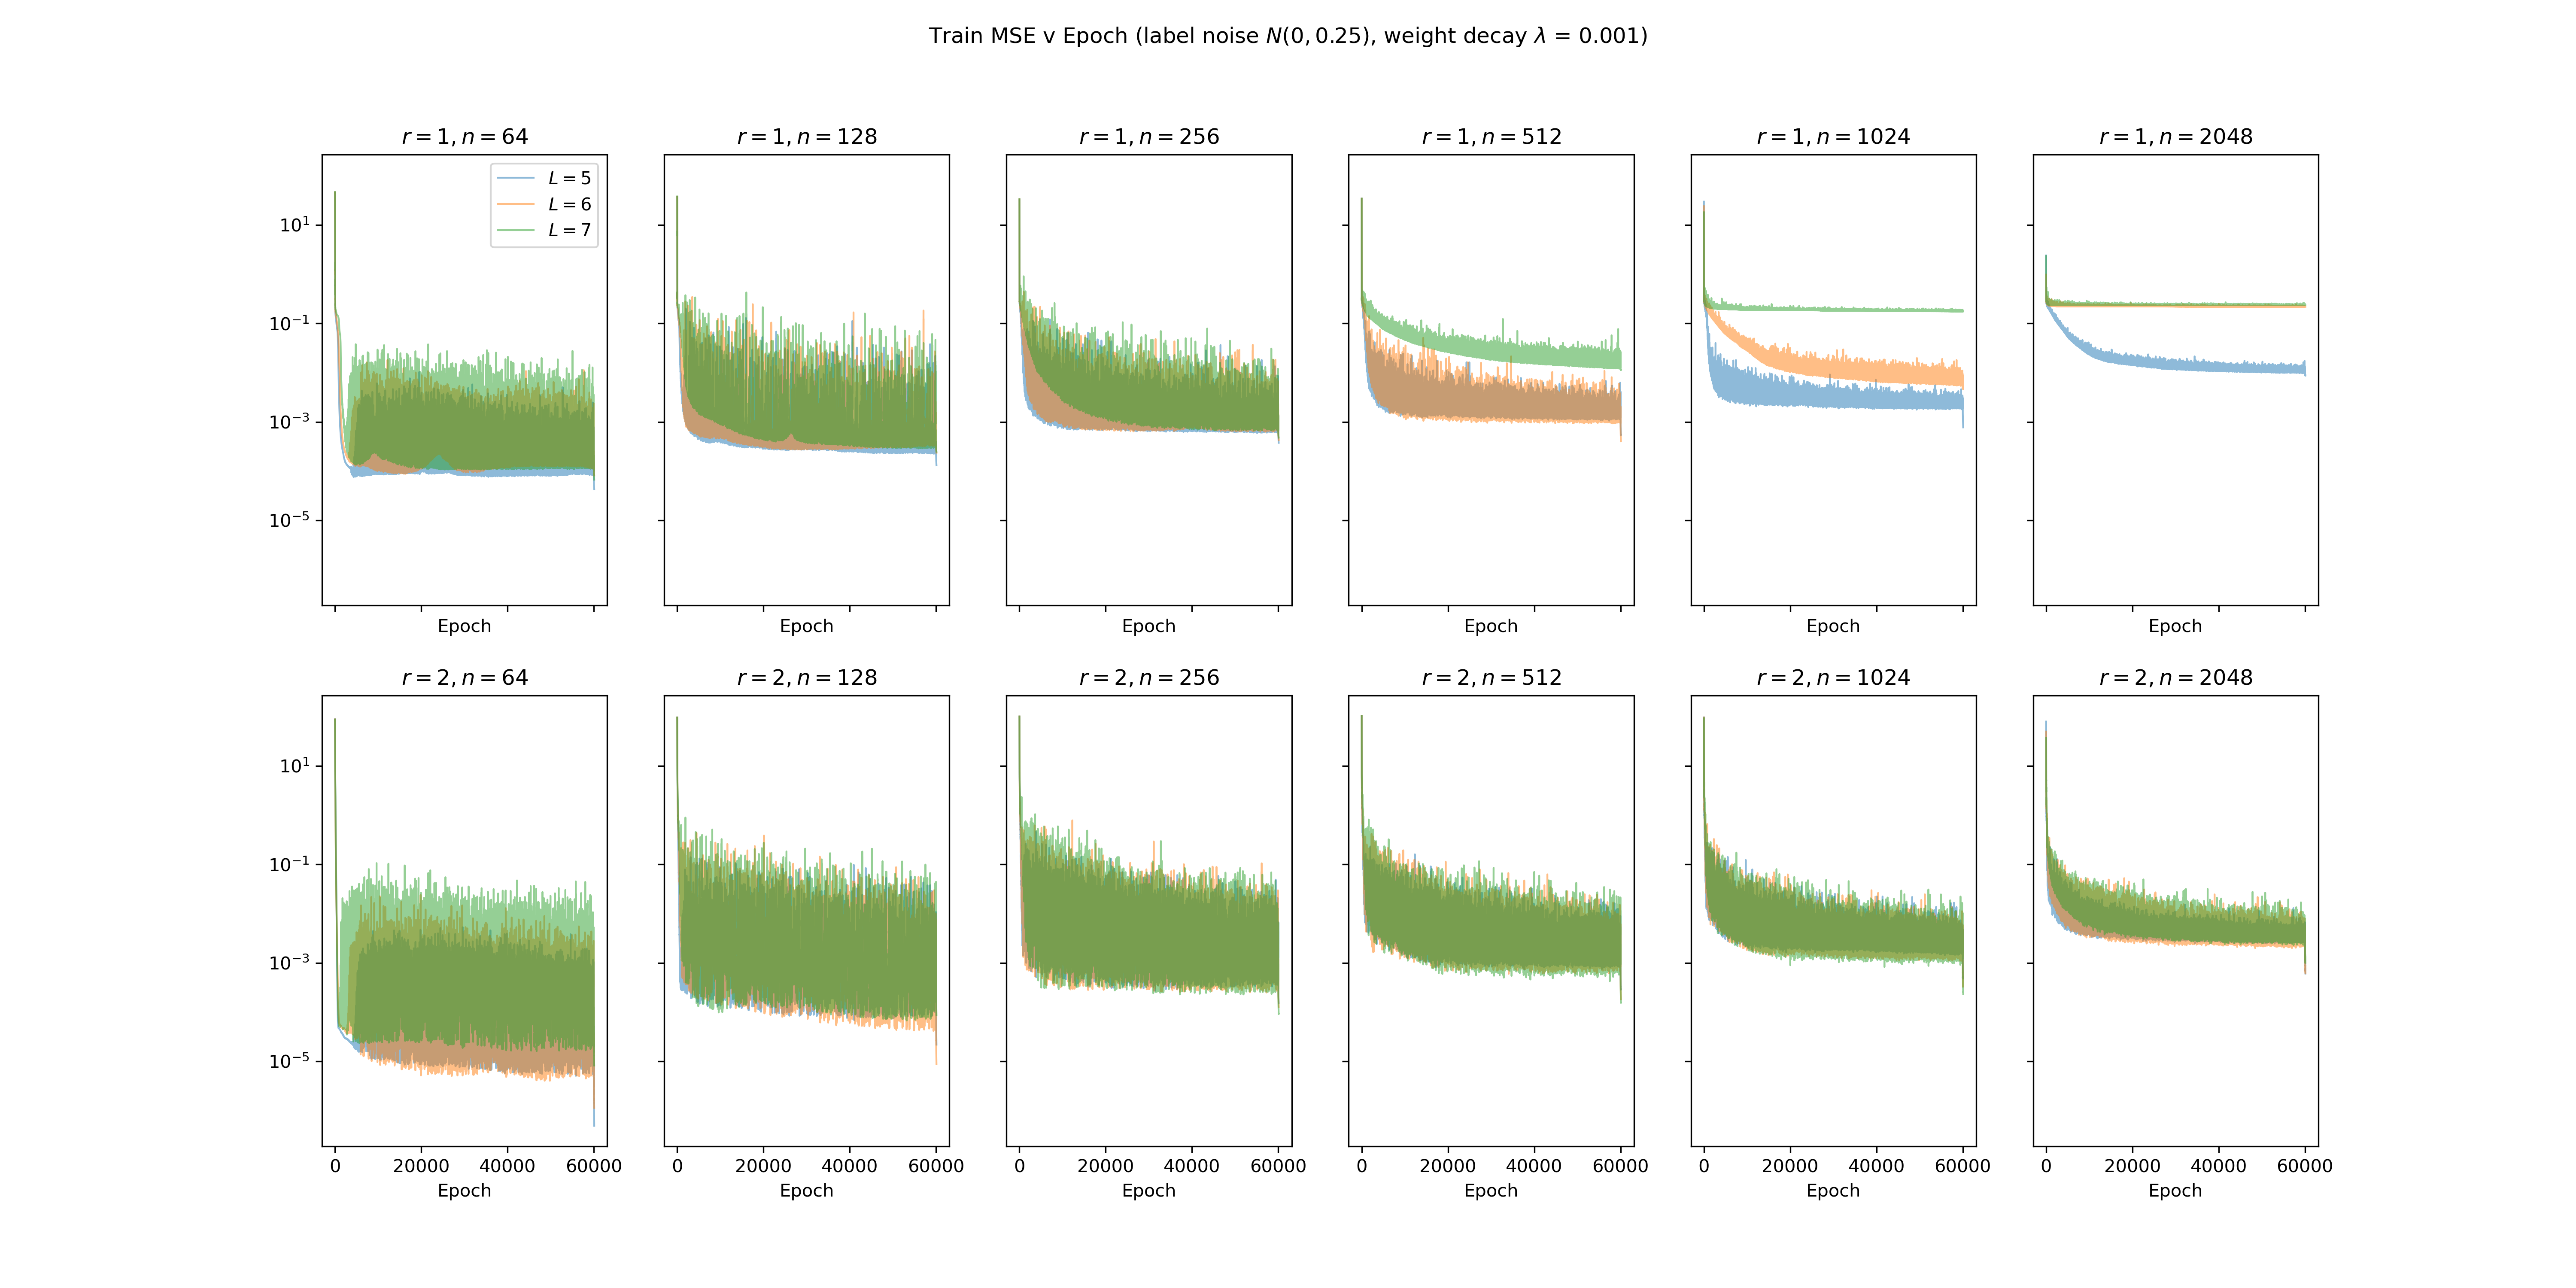 Train MSE v Epoch (label noise N(0, 0.25), weight decay λ = 0.001)
r = 1, n = 64
r = 1, n = 128
r = 1, n = 256
r = 1, n = 512
r = 1, n = 1024
r = 1, n = 2048
L = 5
L = 6
L = 7
10¹
10⁻¹
10⁻³
10⁻⁵
Epoch
Epoch
Epoch
Epoch
Epoch
Epoch
r = 2, n = 64
r = 2, n = 128
r = 2, n = 256
r = 2, n = 512
r = 2, n = 1024
r = 2, n = 2048
10¹
10⁻¹
10⁻³
10⁻⁵
0 20000 40000 60000
0 20000 40000 60000
0 20000 40000 60000
0 20000 40000 60000
0 20000 40000 60000
0 20000 40000 60000
Epoch
Epoch
Epoch
Epoch
Epoch
Epoch